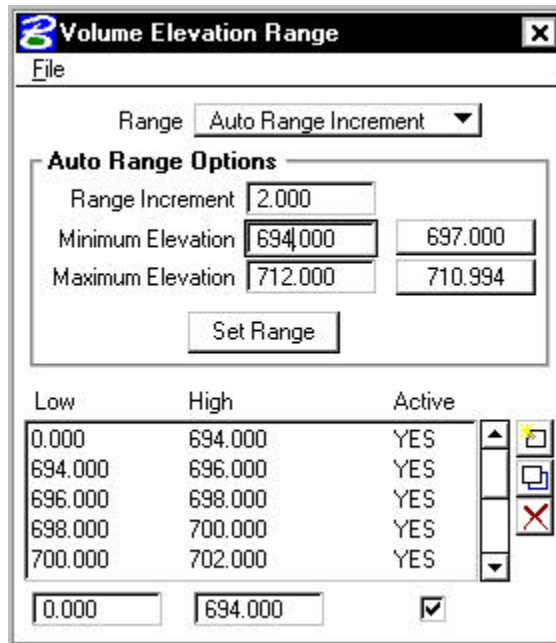 Volume Elevation Range
File
Range Auto Range Increment
Auto Range Options
Range Increment 2.000
Minimum Elevation 694.000 697.000
Maximum Elevation 712.000 710.994
Set Range
Low High Active
0.000 694.000 YES
694.000 696.000 YES
696.000 698.000 YES
698.000 700.000 YES
700.000 702.000 YES
0.000 694.000